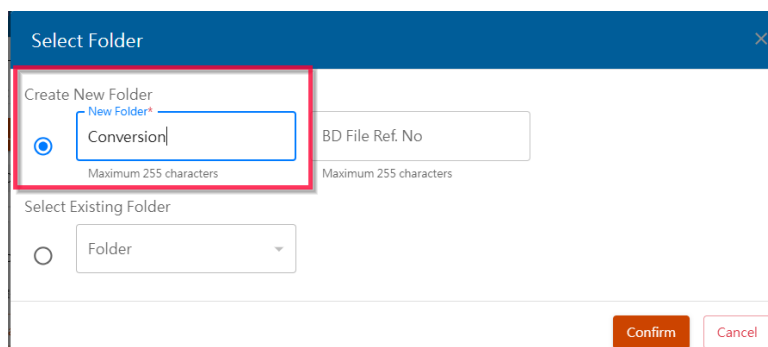 Select Folder
Create New Folder
New Folder*
Conversion
BD File Ref. No
Maximum 255 characters
Maximum 255 characters
Select Existing Folder
Folder
Confirm
Cancel